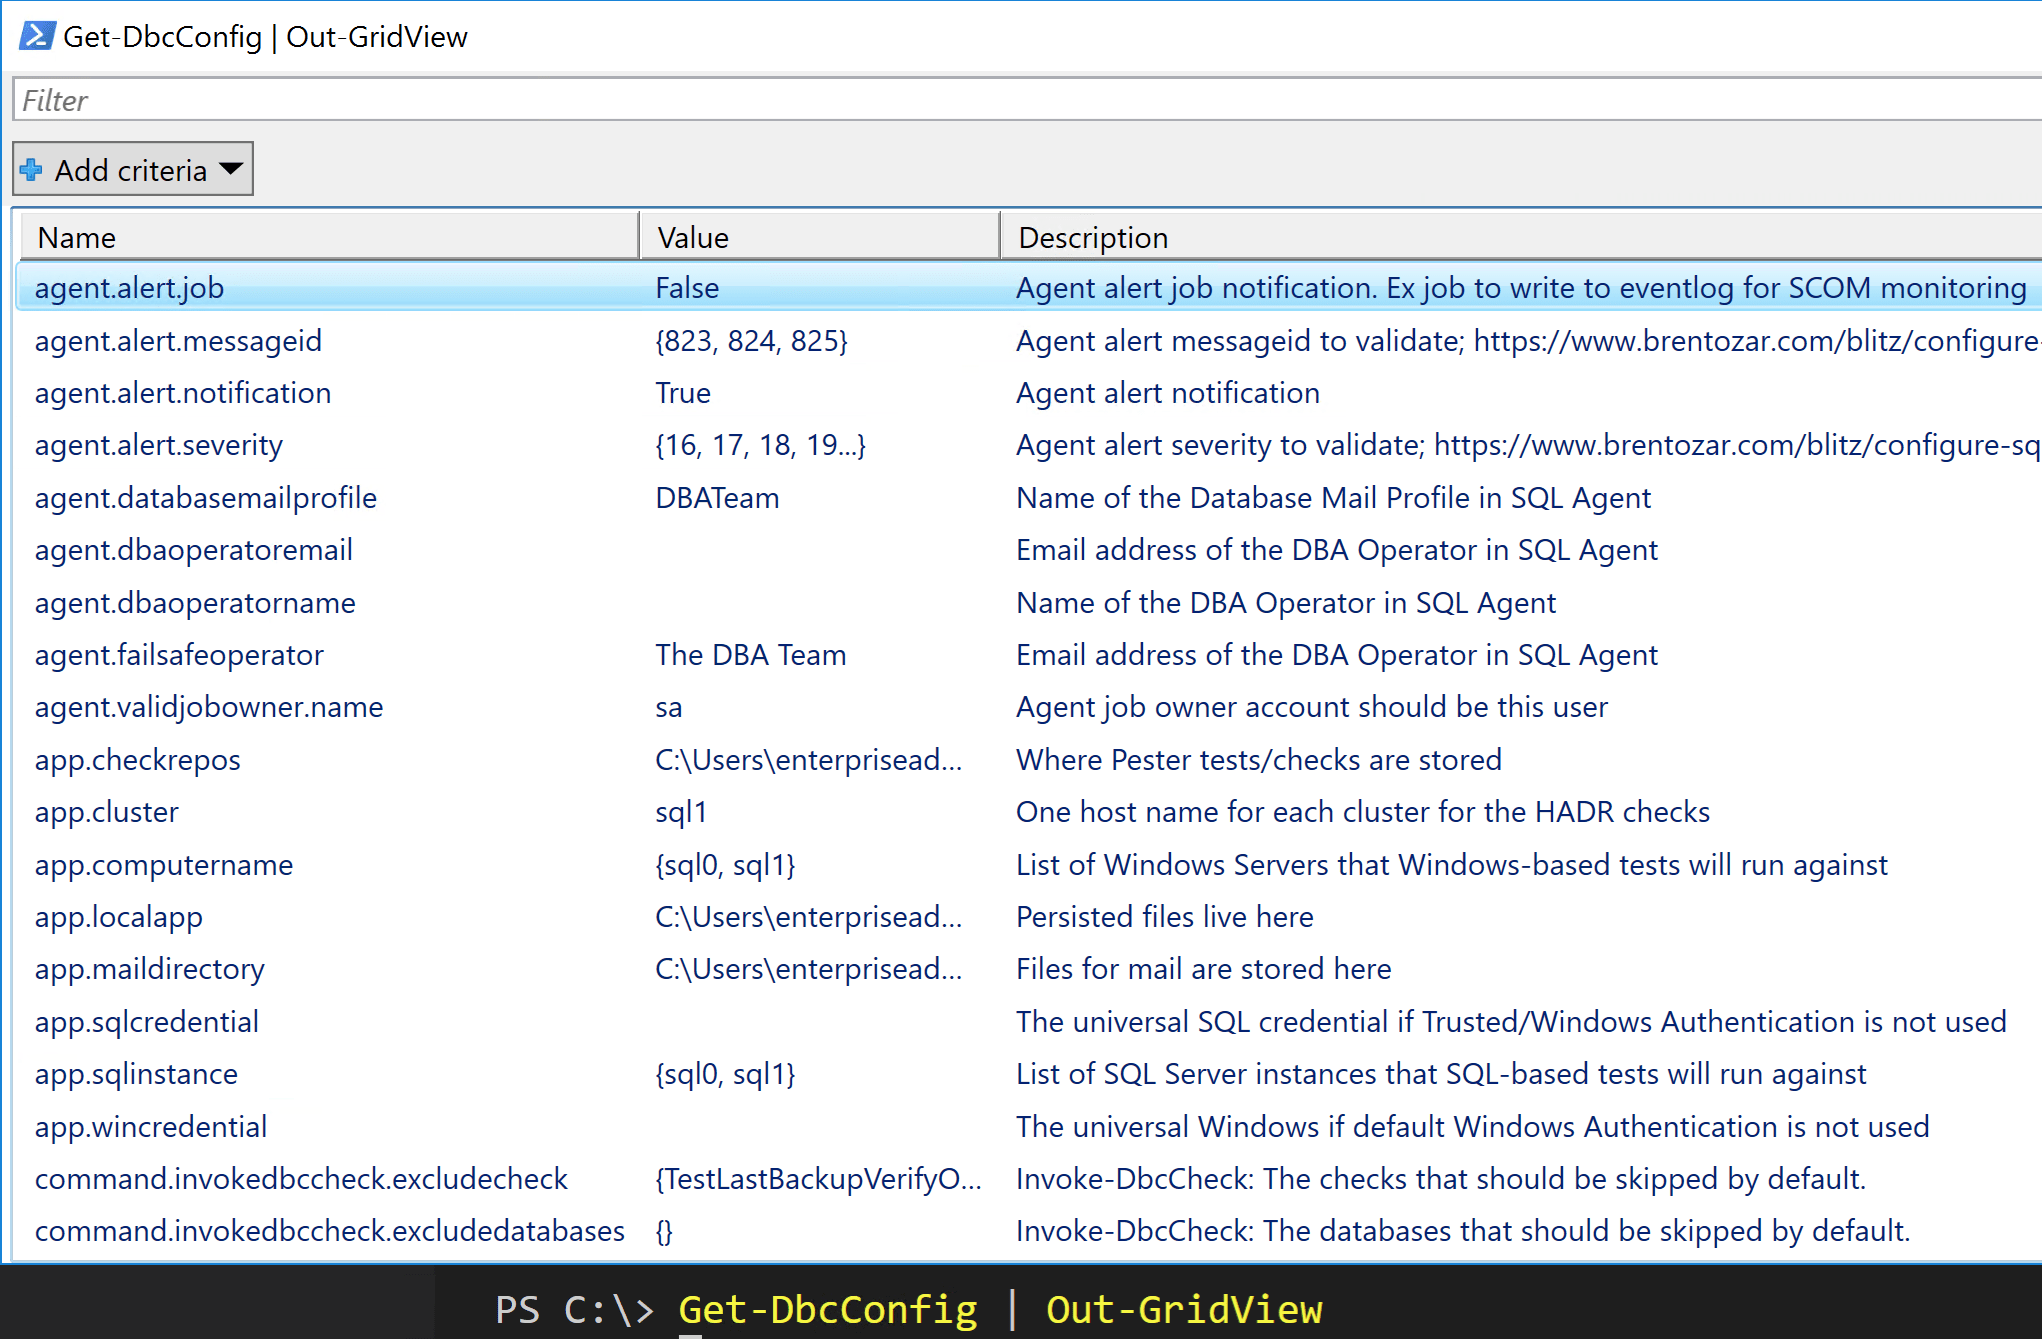 Get-DbcConfig | Out-GridView
Filter
Add criteria
Name Value Description
agent.alert.job False Agent alert job notification. Ex job to write to eventlog for SCOM monitoring
agent.alert.messageid {823, 824, 825} Agent alert messageid to validate; https://www.brentozar.com/blitz/configure-
agent.alert.notification True Agent alert notification
agent.alert.severity {16, 17, 18, 19...} Agent alert severity to validate; https://www.brentozar.com/blitz/configure-sq
agent.databasemailprofile DBATeam Name of the Database Mail Profile in SQL Agent
agent.dbaoperatoremail Email address of the DBA Operator in SQL Agent
agent.dbaoperatorname Name of the DBA Operator in SQL Agent
agent.failsafeoperator The DBA Team Email address of the DBA Operator in SQL Agent
agent.validjobowner.name sa Agent job owner account should be this user
app.checkrepos C:\Users\enterprisead... Where Pester tests/checks are stored
app.cluster sql1 One host name for each cluster for the HADR checks
app.computername {sql0, sql1} List of Windows Servers that Windows-based tests will run against
app.localapp C:\Users\enterprisead... Persisted files live here
app.maildirectory C:\Users\enterprisead... Files for mail are stored here
app.sqlcredential The universal SQL credential if Trusted/Windows Authentication is not used
app.sqlinstance {sql0, sql1} List of SQL Server instances that SQL-based tests will run against
app.wincredential The universal Windows if default Windows Authentication is not used
command.invokedbccheck.excludecheck {TestLastBackupVerifyO... Invoke-DbcCheck: The checks that should be skipped by default.
command.invokedbccheck.excludedatabases {} Invoke-DbcCheck: The databases that should be skipped by default.
PS C:\> Get-DbcConfig | Out-GridView